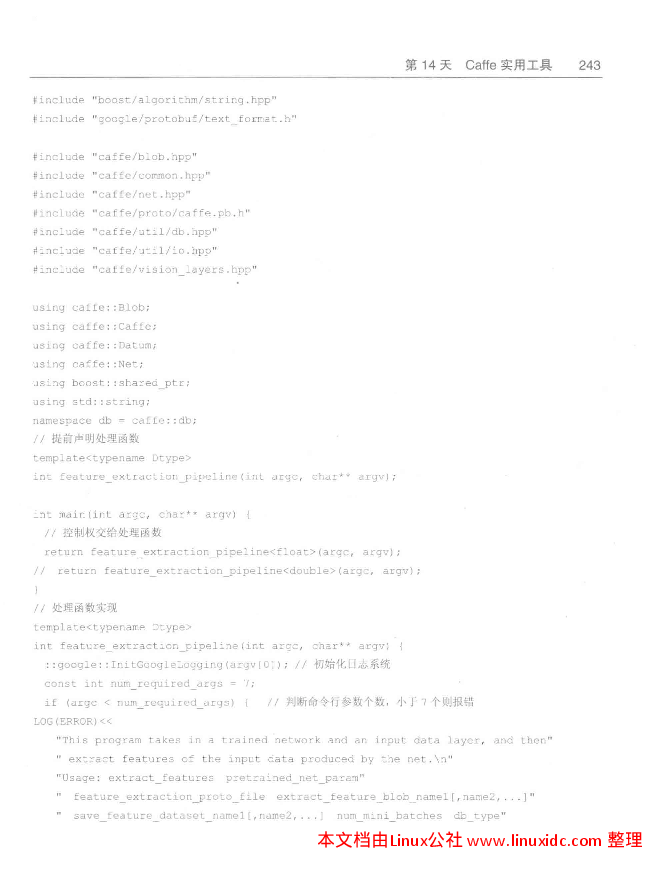 第 14 天 Caffe 实用工具 243
#include "boost/algorithm/string.hpp"
#include "google/protobuf/text_format.h"
#include "caffe/blob.hpp"
#include "caffe/common.hpp"
#include "caffe/net.hpp"
#include "caffe/proto/caffe.pb.h"
#include "caffe/util/db.hpp"
#include "caffe/util/io.hpp"
#include "caffe/vision_layers.hpp"
using caffe::Blob;
using caffe::Caffe;
using caffe::Datum;
using caffe::Net;
using boost::shared_ptr;
using std::string;
namespace db = caffe::db;
// 提前声明处理函数
template<typename Dtype>
int feature_extraction_pipeline(int argc, char** argv);
int main(int argc, char** argv) {
// 控制权交给处理函数
return feature_extraction_pipeline<float>(argc, argv);
// return feature_extraction_pipeline<double>(argc, argv);
}
// 处理函数实现
template<typename Dtype>
int feature_extraction_pipeline(int argc, char** argv) {
::google::InitGoogleLogging(argv[0]); // 初始化日志系统
const int num_required_args = 7;
if (argc < num_required_args) { // 判断命令行参数个数，小于 7 个则报错
LOG(ERROR)<<
"This program takes in a trained network and an input data layer, and then"
" extract features of the input data produced by the net.\n"
"Usage: extract_features pretrained_net_param"
" feature_extraction_proto_file extract_feature_blob_name1[,name2,...]"
" save_feature_dataset_name1[,name2,...] num_mini_batches db_type"
本文档由Linux公社 www.linuxidc.com 整理